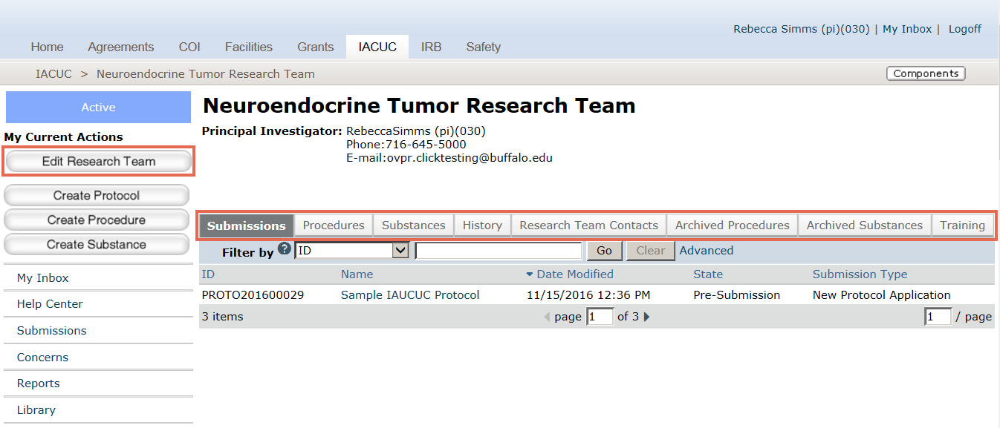 Rebecca Simms (pi)(030) | My Inbox | Logoff
Home Agreements COI Facilities Grants IACUC IRB Safety
IACUC > Neuroendocrine Tumor Research Team
Components
Active
My Current Actions
Edit Research Team
Create Protocol
Create Procedure
Create Substance
My Inbox
Help Center
Submissions
Concerns
Reports
Library
Neuroendocrine Tumor Research Team
Principal Investigator: RebeccaSimms (pi)(030)
Phone:716-645-5000
E-mail:ovpr.clicktesting@buffalo.edu
Submissions Procedures Substances History Research Team Contacts Archived Procedures Archived Substances Training
Filter by ? ID Go Clear Advanced
ID Name Date Modified State Submission Type
PROTO201600029 Sample IAUCUC Protocol 11/15/2016 12:36 PM Pre-Submission New Protocol Application
3 items page 1 of 3 1 / page